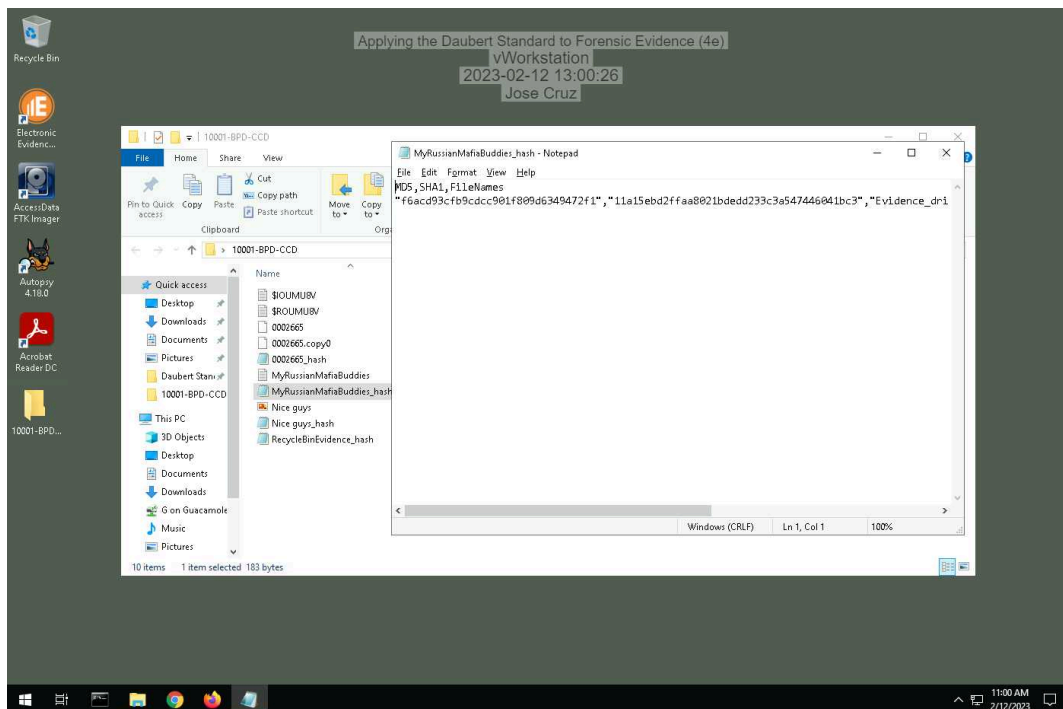 Recycle Bin
Electronic
Evidenc...
AccessData
FTK Imager
Autopsy
4.18.0
Acrobat
Reader DC
10001-BPD...
Applying the Daubert Standard to Forensic Evidence (4e)
vWorkstation
2023-02-12 13:00:26
Jose Cruz
10001-BPD-CCD
File Home Share View
Pin to Quick
access
Copy
Paste
Cut
Copy path
Paste shortcut
Clipboard
Move
to
Copy
to
Orga
10001-BPD-CCD
Quick access
Desktop
Downloads
Documents
Pictures
Daubert Stan
10001-BPD-CCD
This PC
3D Objects
Desktop
Documents
Downloads
G on Guacamole
Music
Pictures
Name
$IOUMU8V
$ROUMU8V
0002665
0002665.copy0
0002665_hash
MyRussianMafiaBuddies
MyRussianMafiaBuddies_hash
Nice guys
Nice guys_hash
RecycleBinEvidence_hash
10 items 1 item selected 183 bytes
MyRussianMafiaBuddies_hash - Notepad
File Edit Format View Help
MD5,SHA1,FileNames
"f6acd93cfb9cdcc901f809d6349472f1","11a15ebd2ffaa8021bdedd233c3a547446041bc3","Evidence_dri
Windows (CRLF) Ln 1, Col 1 100%
11:00 AM
2/12/2023